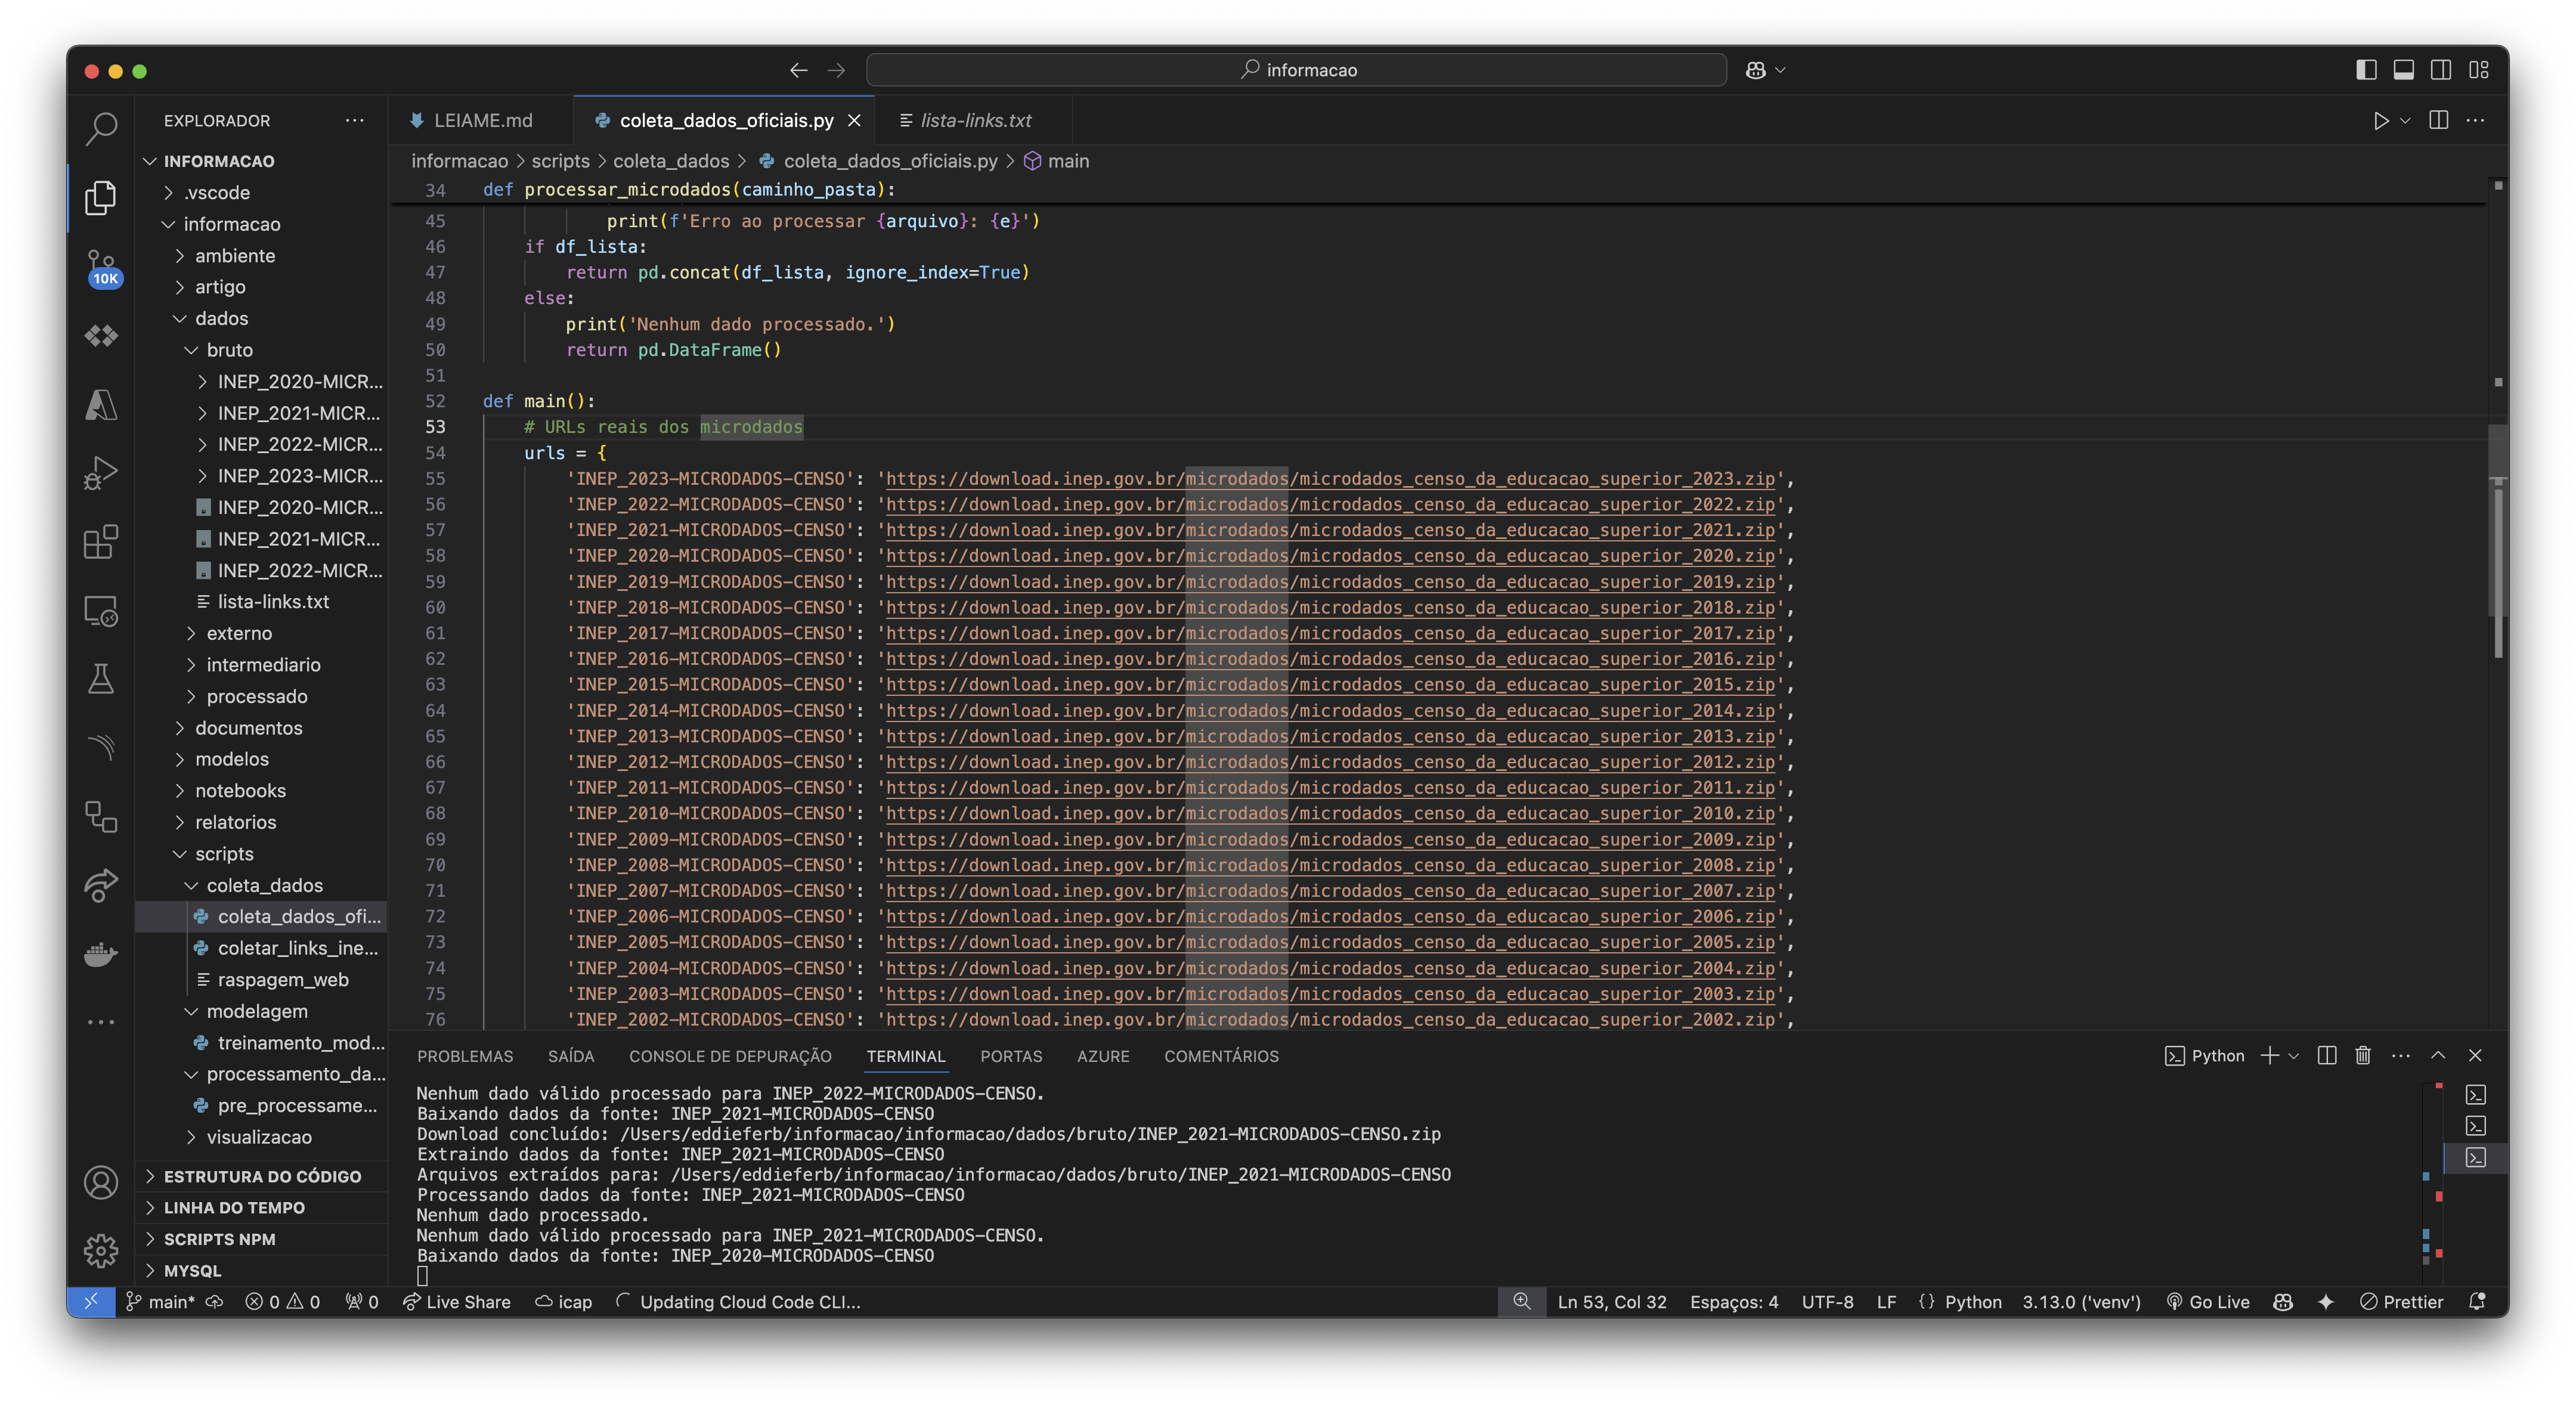 informacao
EXPLORADOR
LEIAME.md
coleta_dados_oficiais.py
lista-links.txt
INFORMACAO
.vscode
informacao
ambiente
artigo
dados
bruto
INEP_2020-MICR...
INEP_2021-MICR...
INEP_2022-MICR...
INEP_2023-MICR...
INEP_2020-MICR...
INEP_2021-MICR...
INEP_2022-MICR...
lista-links.txt
externo
intermediario
processado
documentos
modelos
notebooks
relatorios
scripts
coleta_dados
coleta_dados_ofi...
coletar_links_ine...
raspagem_web
modelagem
treinamento_mod...
processamento_da...
pre_processame...
visualizacao
ESTRUTURA DO CÓDIGO
LINHA DO TEMPO
SCRIPTS NPM
MYSQL
10K
informacao > scripts > coleta_dados > coleta_dados_oficiais.py > main
34 def processar_microdados(caminho_pasta):
45 print(f'Erro ao processar {arquivo}: {e}')
46 if df_lista:
47 return pd.concat(df_lista, ignore_index=True)
48 else:
49 print('Nenhum dado processado.')
50 return pd.DataFrame()
51
52 def main():
53 # URLs reais dos microdados
54 urls = {
55 'INEP_2023-MICRODADOS-CENSO': 'https://download.inep.gov.br/microdados/microdados_censo_da_educacao_superior_2023.zip',
56 'INEP_2022-MICRODADOS-CENSO': 'https://download.inep.gov.br/microdados/microdados_censo_da_educacao_superior_2022.zip',
57 'INEP_2021-MICRODADOS-CENSO': 'https://download.inep.gov.br/microdados/microdados_censo_da_educacao_superior_2021.zip',
58 'INEP_2020-MICRODADOS-CENSO': 'https://download.inep.gov.br/microdados/microdados_censo_da_educacao_superior_2020.zip',
59 'INEP_2019-MICRODADOS-CENSO': 'https://download.inep.gov.br/microdados/microdados_censo_da_educacao_superior_2019.zip',
60 'INEP_2018-MICRODADOS-CENSO': 'https://download.inep.gov.br/microdados/microdados_censo_da_educacao_superior_2018.zip',
61 'INEP_2017-MICRODADOS-CENSO': 'https://download.inep.gov.br/microdados/microdados_censo_da_educacao_superior_2017.zip',
62 'INEP_2016-MICRODADOS-CENSO': 'https://download.inep.gov.br/microdados/microdados_censo_da_educacao_superior_2016.zip',
63 'INEP_2015-MICRODADOS-CENSO': 'https://download.inep.gov.br/microdados/microdados_censo_da_educacao_superior_2015.zip',
64 'INEP_2014-MICRODADOS-CENSO': 'https://download.inep.gov.br/microdados/microdados_censo_da_educacao_superior_2014.zip',
65 'INEP_2013-MICRODADOS-CENSO': 'https://download.inep.gov.br/microdados/microdados_censo_da_educacao_superior_2013.zip',
66 'INEP_2012-MICRODADOS-CENSO': 'https://download.inep.gov.br/microdados/microdados_censo_da_educacao_superior_2012.zip',
67 'INEP_2011-MICRODADOS-CENSO': 'https://download.inep.gov.br/microdados/microdados_censo_da_educacao_superior_2011.zip',
68 'INEP_2010-MICRODADOS-CENSO': 'https://download.inep.gov.br/microdados/microdados_censo_da_educacao_superior_2010.zip',
69 'INEP_2009-MICRODADOS-CENSO': 'https://download.inep.gov.br/microdados/microdados_censo_da_educacao_superior_2009.zip',
70 'INEP_2008-MICRODADOS-CENSO': 'https://download.inep.gov.br/microdados/microdados_censo_da_educacao_superior_2008.zip',
71 'INEP_2007-MICRODADOS-CENSO': 'https://download.inep.gov.br/microdados/microdados_censo_da_educacao_superior_2007.zip',
72 'INEP_2006-MICRODADOS-CENSO': 'https://download.inep.gov.br/microdados/microdados_censo_da_educacao_superior_2006.zip',
73 'INEP_2005-MICRODADOS-CENSO': 'https://download.inep.gov.br/microdados/microdados_censo_da_educacao_superior_2005.zip',
74 'INEP_2004-MICRODADOS-CENSO': 'https://download.inep.gov.br/microdados/microdados_censo_da_educacao_superior_2004.zip',
75 'INEP_2003-MICRODADOS-CENSO': 'https://download.inep.gov.br/microdados/microdados_censo_da_educacao_superior_2003.zip',
76 'INEP_2002-MICRODADOS-CENSO': 'https://download.inep.gov.br/microdados/microdados_censo_da_educacao_superior_2002.zip',
PROBLEMAS SAÍDA CONSOLE DE DEPURAÇÃO TERMINAL PORTAS AZURE COMENTÁRIOS Python
Nenhum dado válido processado para INEP_2022-MICRODADOS-CENSO.
Baixando dados da fonte: INEP_2021-MICRODADOS-CENSO
Download concluído: /Users/eddieferb/informacao/informacao/dados/bruto/INEP_2021-MICRODADOS-CENSO.zip
Extraindo dados da fonte: INEP_2021-MICRODADOS-CENSO
Arquivos extraídos para: /Users/eddieferb/informacao/informacao/dados/bruto/INEP_2021-MICRODADOS-CENSO
Processando dados da fonte: INEP_2021-MICRODADOS-CENSO
Nenhum dado processado.
Nenhum dado válido processado para INEP_2021-MICRODADOS-CENSO.
Baixando dados da fonte: INEP_2020-MICRODADOS-CENSO
main* 0 0 0 Live Share icap Updating Cloud Code CLI... Ln 53, Col 32 Espaços: 4 UTF-8 LF {} Python 3.13.0 ('venv') Go Live Prettier